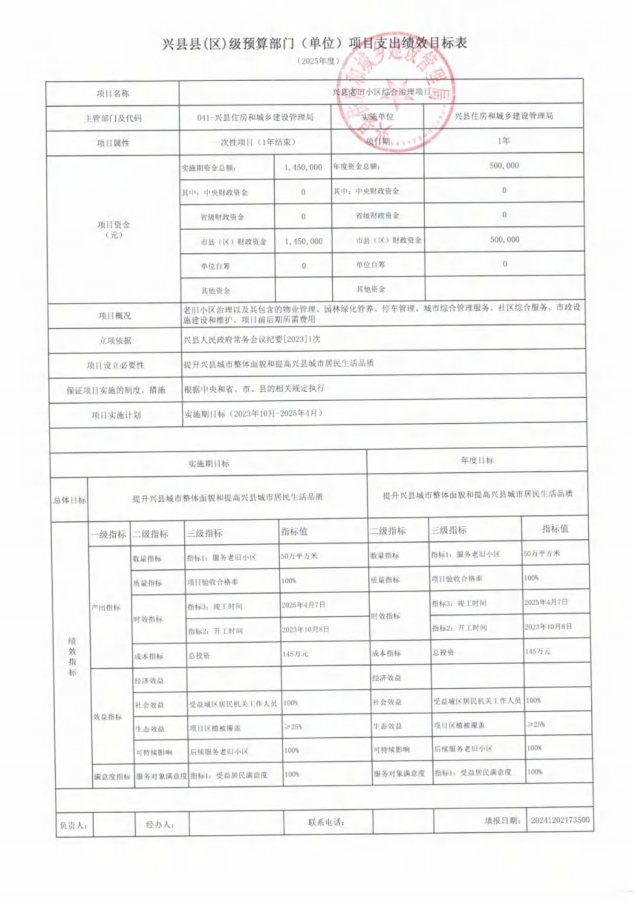 兴县县(区)级预算部门（单位）项目支出绩效目标表
（2025年度）
项目名称 兴县老旧小区综合治理项目
主管部门及代码 041-兴县住房和城乡建设管理局 实施单位 兴县住房和城乡建设管理局
项目属性 一次性项目（1年结束） 项目期 1年
项目资金（元） 实施期资金总额： 1,450,000 年度资金总额： 500,000
其中：中央财政资金 0 其中：中央财政资金 0
省级财政资金 0 省级财政资金 0
市县（区）财政资金 1,450,000 市县（区）财政资金 500,000
单位自筹 0 单位自筹 0
其他资金 其他资金
项目概况 老旧小区治理以及其包含的物业管理、园林绿化管养、停车管理、城市综合管理服务、社区综合服务、市政设
施建设和维护、项目前后期所需费用
立项依据 兴县人民政府常务会议纪要[2023]1次
项目设立必要性 提升兴县城市整体面貌和提高兴县城市居民生活品质
保证项目实施的制度、措施 根据中央和省、市、县的相关规定执行
项目实施计划 实施期目标（2023年10月-2025年4月）
实施期目标 年度目标
总体目标 提升兴县城市整体面貌和提高兴县城市居民生活品质 提升兴县城市整体面貌和提高兴县城市居民生活品质
绩效指标 一级指标 二级指标 三级指标 指标值 二级指标 三级指标 指标值
产出指标 数量指标 指标1：服务老旧小区 50万平方米 数量指标 指标1：服务老旧小区 50万平方米
质量指标 项目验收合格率 100% 质量指标 项目验收合格率 100%
时效指标 指标3：竣工时间 2025年4月7日 时效指标 指标3：竣工时间 2025年4月7日
指标2：开工时间 2023年10月8日 指标2：开工时间 2023年10月8日
成本指标 总投资 145万元 成本指标 总投资 145万元
效益指标 经济效益 经济效益
社会效益 受益城区居民机关工作人员 100% 社会效益 受益城区居民机关工作人员 100%
生态效益 项目区植被覆盖 ≥25% 生态效益 项目区植被覆盖 ≥25%
可持续影响 后续服务老旧小区 100% 可持续影响 后续服务老旧小区 100%
满意度指标 服务对象满意度 指标1：受益居民满意度 100% 服务对象满意度 指标1：受益居民满意度 100%
负责人： 经办人： 联系电话： 填报日期： 20241202173500